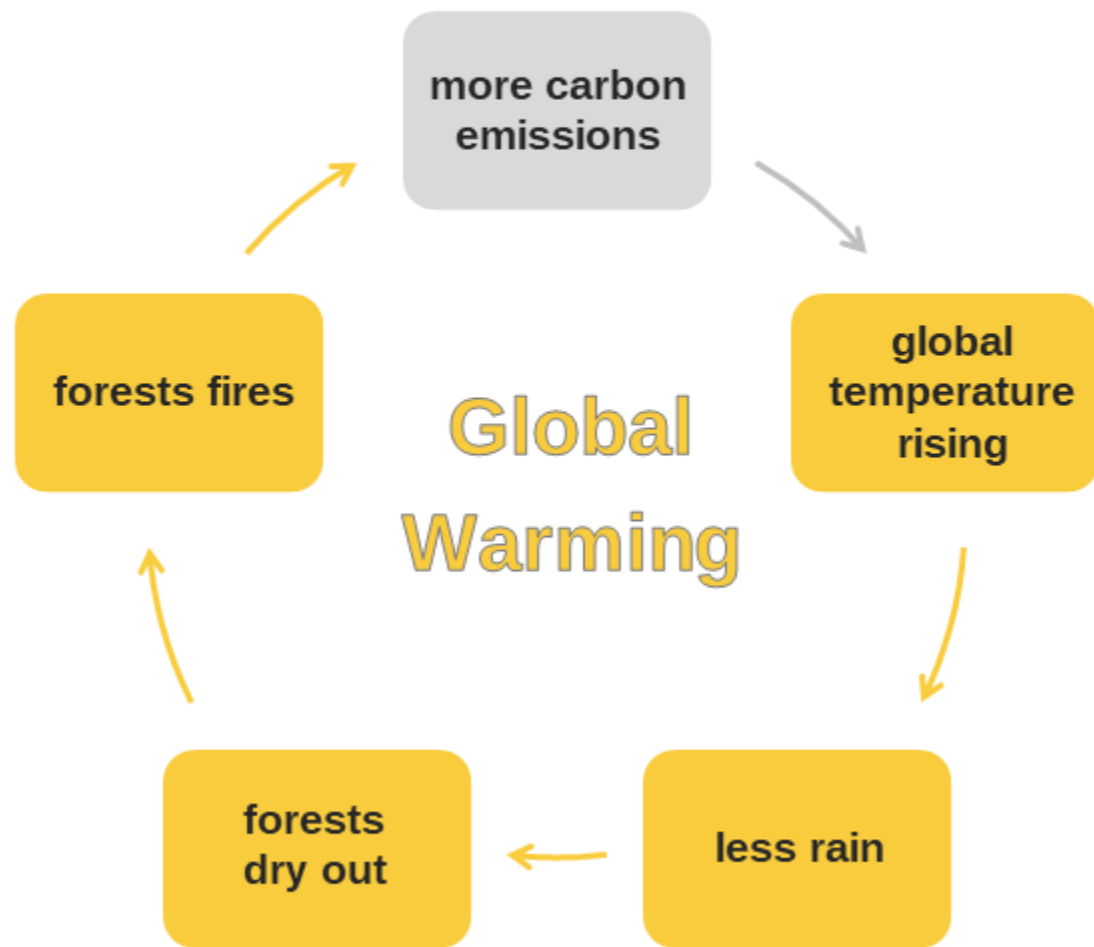 more carbon
emissions
global
temperature
rising
less rain
forests
dry out
forests fires
Global
Warming